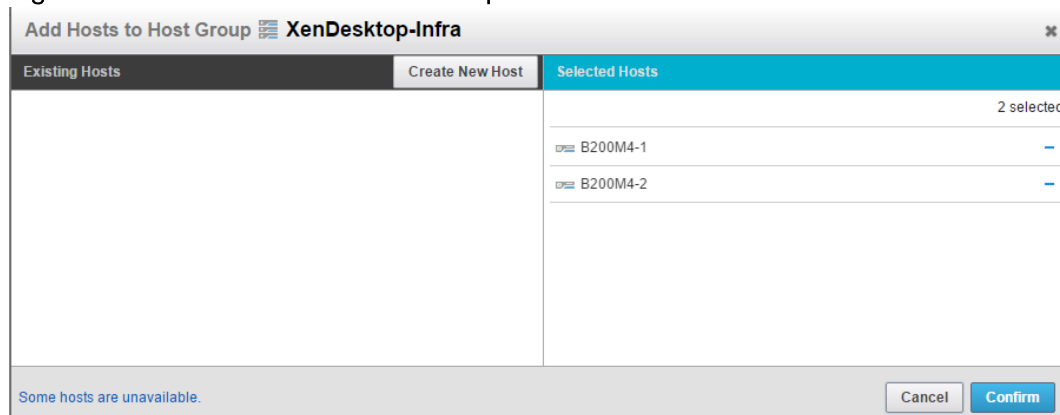 Add Hosts to Host Group XenDesktop-Infra
Existing Hosts
Create New Host
Selected Hosts
2 selected
B200M4-1
B200M4-2
Some hosts are unavailable.
Cancel
Confirm